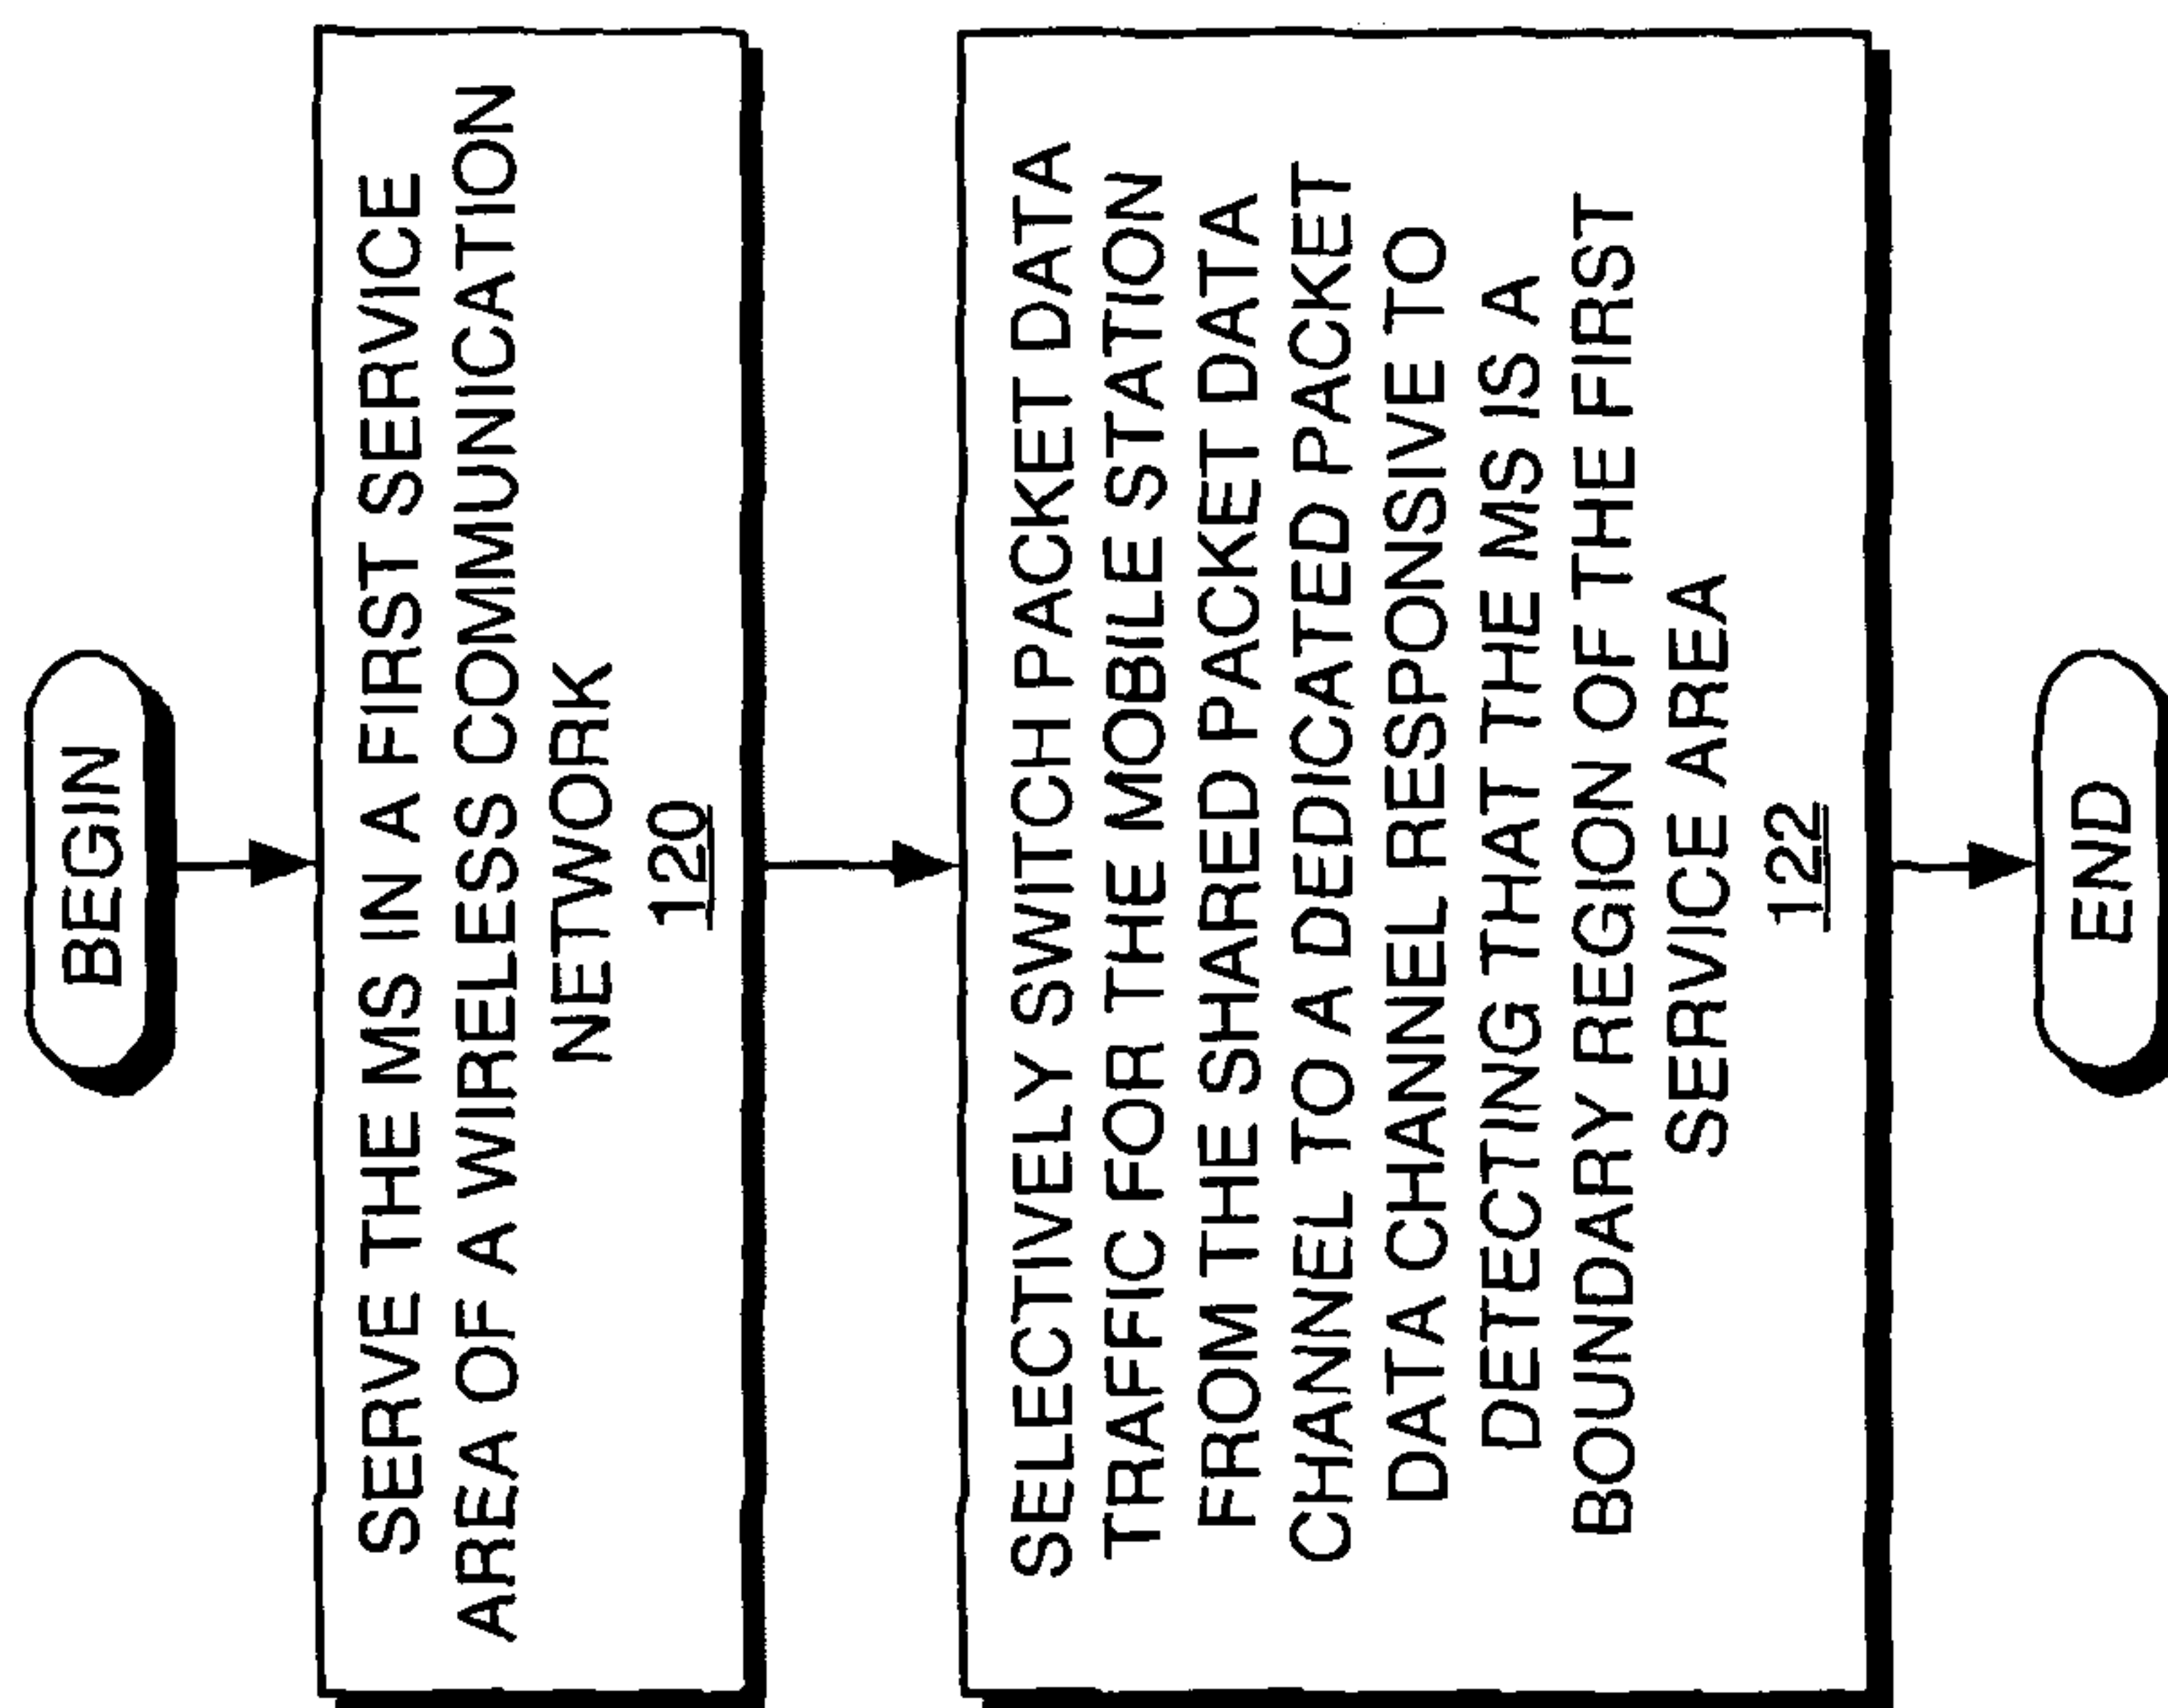 BEGIN
SERVE THE MS IN A FIRST SERVICE
AREA OF A WIRELESS COMMUNICATION
NETWORK
120
SELECTIVELY SWITCH PACKET DATA
TRAFFIC FOR THE MOBILE STATION
FROM THE SHARED PACKET DATA
CHANNEL TO A DEDICATED PACKET
DATA CHANNEL RESPONSIVE TO
DETECTING THAT THE MS IS A
BOUNDARY REGION OF THE FIRST
SERVICE AREA
122
END